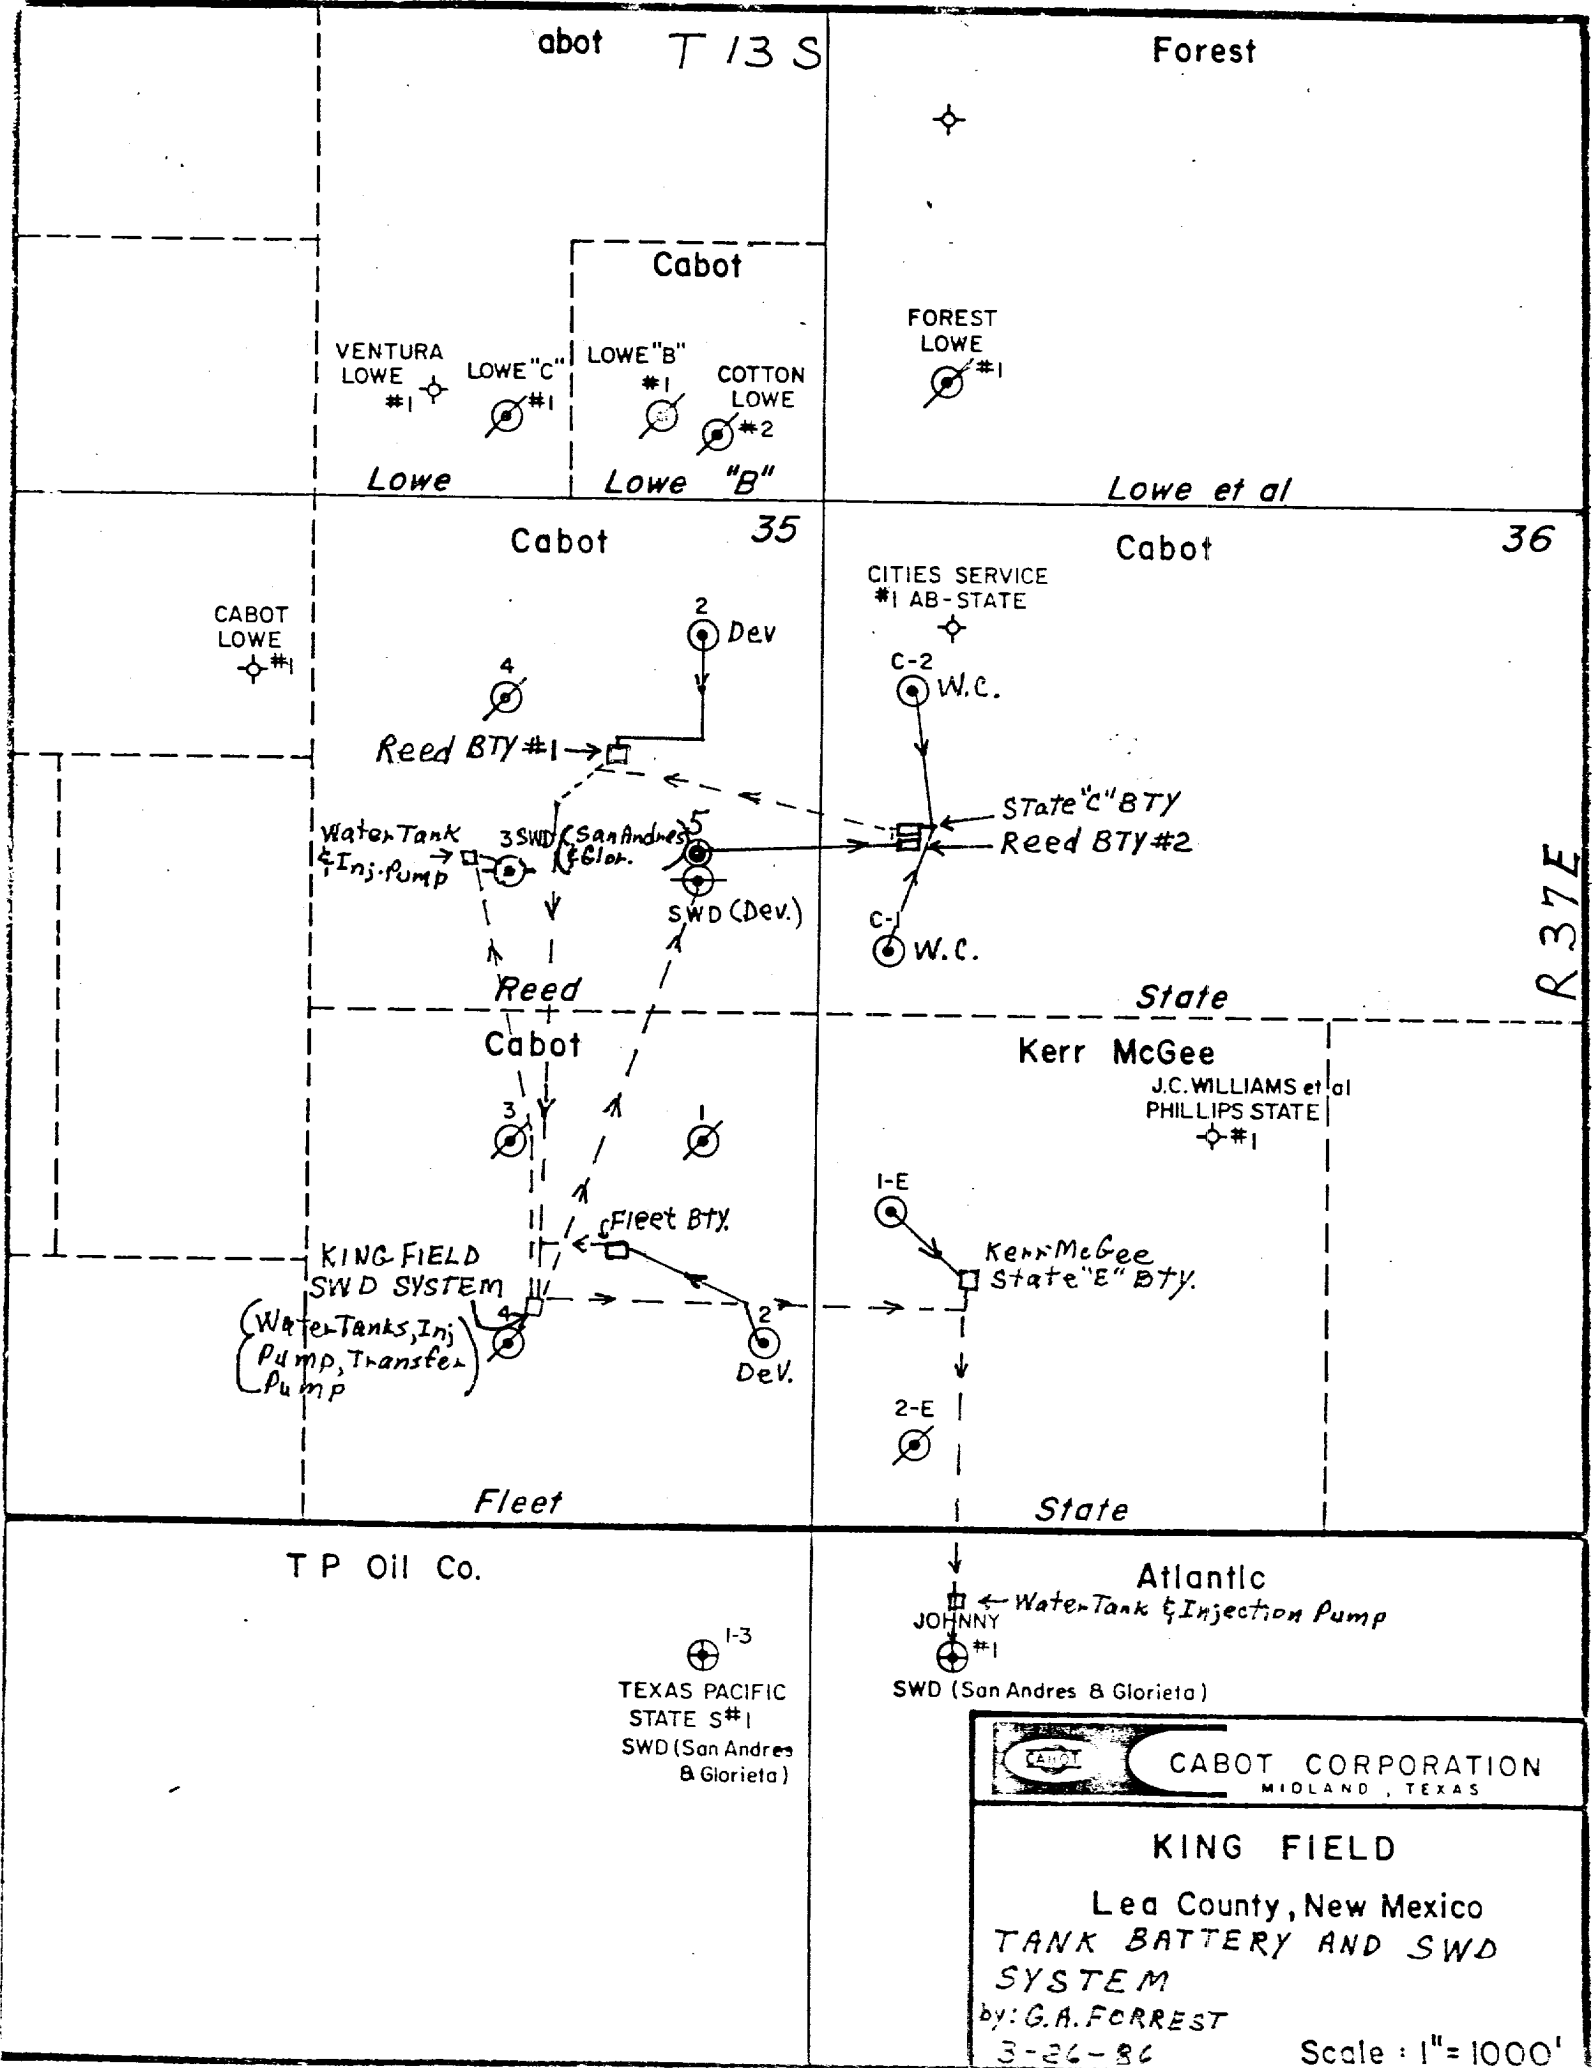 abot T 13 S
Forest
Cabot
FOREST
LOWE
#1
VENTURA
LOWE
#1
LOWE "C"
#1
LOWE "B"
#1
COTTON
LOWE
#2
Lowe
Lowe "B"
Lowe et al
Cabot
35
Cabot
36
CITIES SERVICE
#1 AB-STATE
CABOT
LOWE
#1
2
Dev
4
C-2
W.C.
Reed BTY #1
State "C" BTY
Reed BTY #2
Water Tank
& Inj. Pump
3 SWD (San Andres
& Glor.)
5
SWD (Dev.)
C-1
W.C.
R 37 E
Reed
State
Cabot
Kerr McGee
J.C. WILLIAMS et al
PHILLIPS STATE
#1
3
1
1-E
Fleet Bty.
Kerr-McGee
State "E" Bty.
KING FIELD
SWD SYSTEM
(Water Tanks, Inj
Pump, Transfer
Pump)
4
2
Dev.
2-E
Fleet
State
T P Oil Co.
Atlantic
Water Tank & Injection Pump
JOHNNY
#1
SWD (San Andres & Glorieta)
1-3
TEXAS PACIFIC
STATE S#1
SWD (San Andres
& Glorieta)
CABOT
CABOT CORPORATION
MIDLAND, TEXAS
KING FIELD
Lea County, New Mexico
TANK BATTERY AND SWD
SYSTEM
by: G.A. FORREST
3-26-86
Scale : 1" = 1000'